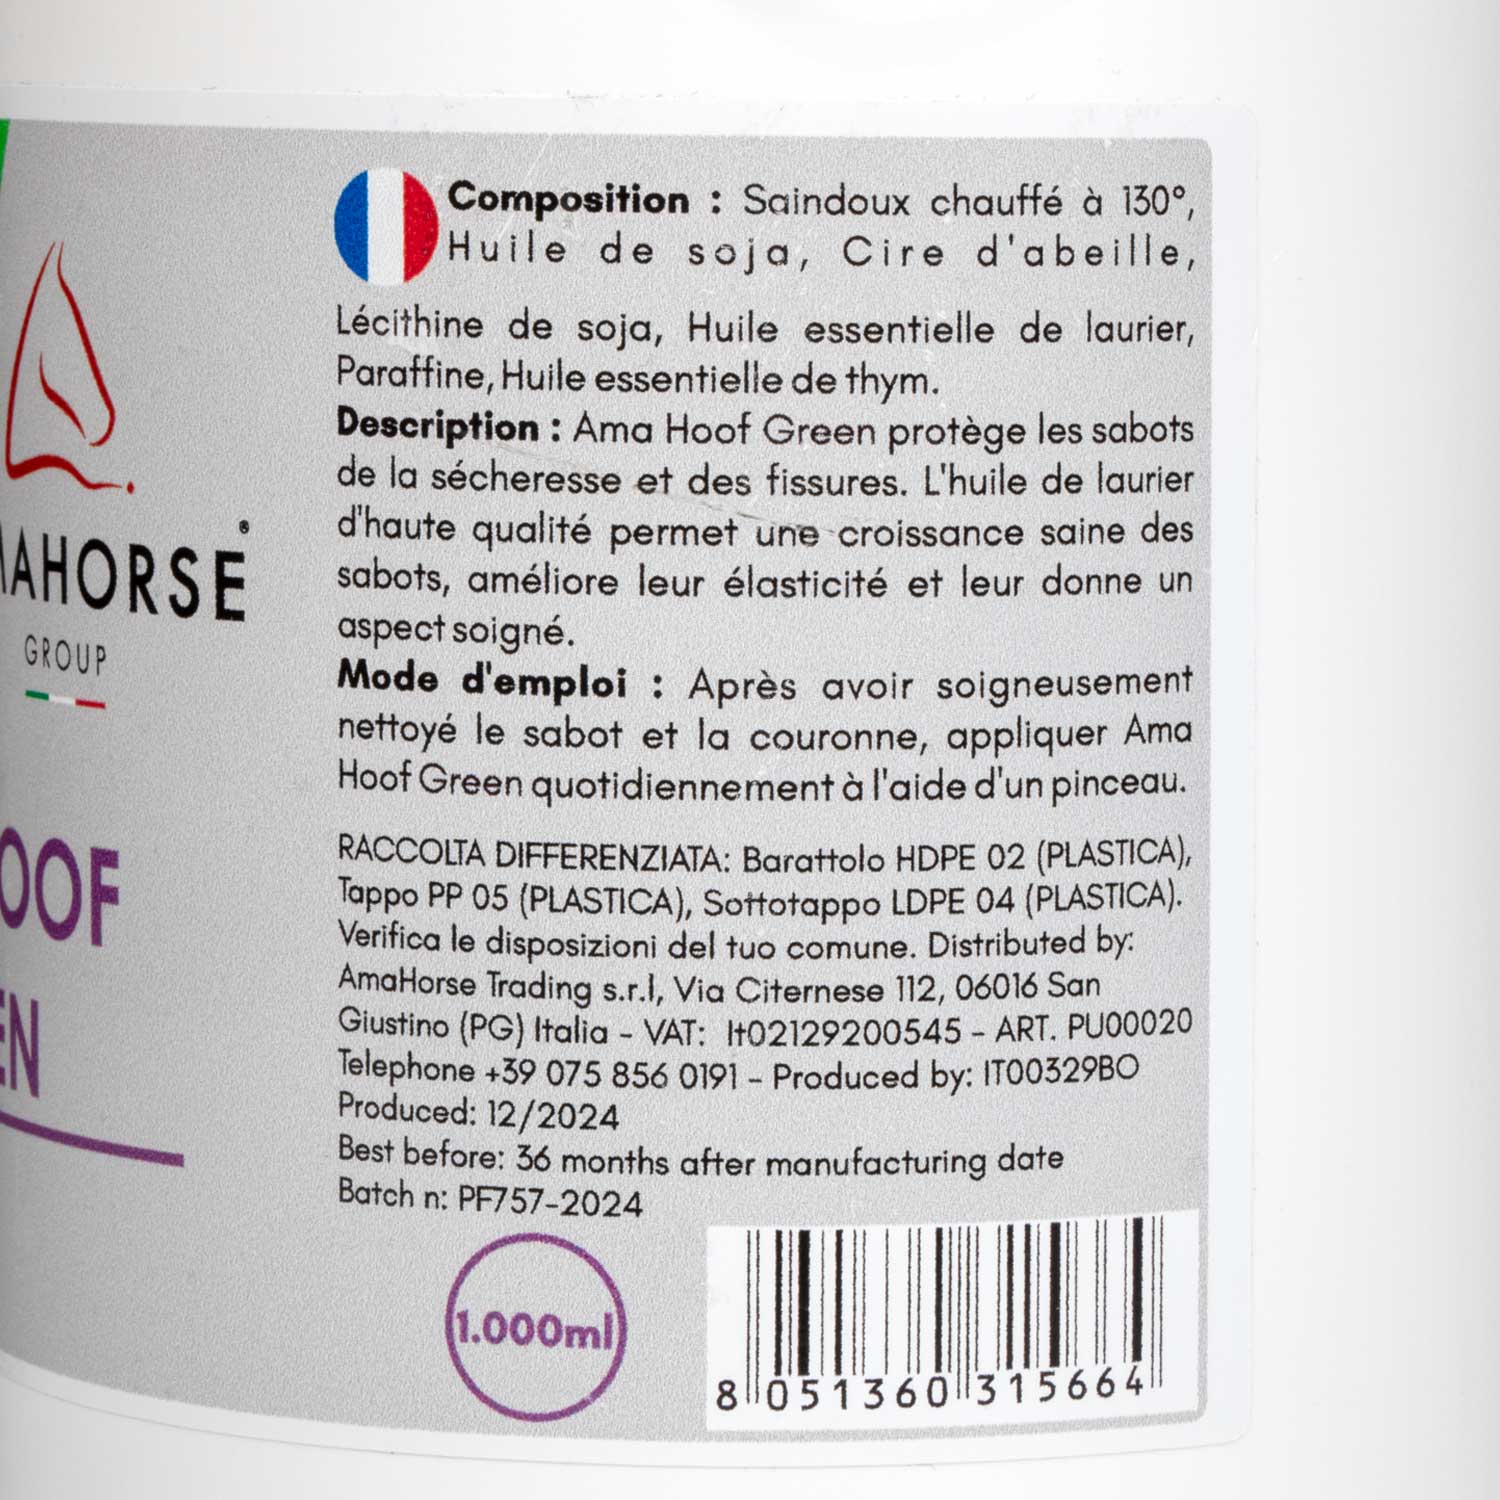 MAHORSE®
GROUP
OOF
EN
Composition : Saindoux chauffé à 130°,
Huile de soja, Cire d'abeille,
Lécithine de soja, Huile essentielle de laurier,
Paraffine, Huile essentielle de thym.
Description : Ama Hoof Green protège les sabots
de la sécheresse et des fissures. L'huile de laurier
d'haute qualité permet une croissance saine des
sabots, améliore leur élasticité et leur donne un
aspect soigné.
Mode d'emploi : Après avoir soigneusement
nettoyé le sabot et la couronne, appliquer Ama
Hoof Green quotidiennement à l'aide d'un pinceau.
RACCOLTA DIFFERENZIATA: Barattolo HDPE 02 (PLASTICA),
Tappo PP 05 (PLASTICA), Sottotappo LDPE 04 (PLASTICA).
Verifica le disposizioni del tuo comune. Distributed by:
AmaHorse Trading s.r.l, Via Citernese 112, 06016 San
Giustino (PG) Italia - VAT: It02129200545 - ART. PU00020
Telephone +39 075 856 0191 - Produced by: IT00329BO
Produced: 12/2024
Best before: 36 months after manufacturing date
Batch n: PF757-2024
1.000ml
8 051360 315664